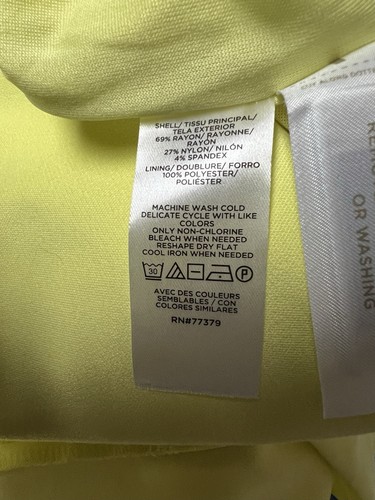 SHELL/ TISSU PRINCIPAL/
TELA EXTERIOR
69% RAYON/ RAYONNE/
RAYÓN
27% NYLON/ NILÓN
4% SPANDEX
LINING/ DOUBLURE/ FORRO
100% POLYESTER/
POLIÉSTER
MACHINE WASH COLD
DELICATE CYCLE WITH LIKE
COLORS
ONLY NON-CHLORINE
BLEACH WHEN NEEDED
RESHAPE DRY FLAT
COOL IRON WHEN NEEDED
30 P
AVEC DES COULEURS
SEMBLABLES / CON
COLORES SIMILARES
RN#77379
ALONG
OR WASHING